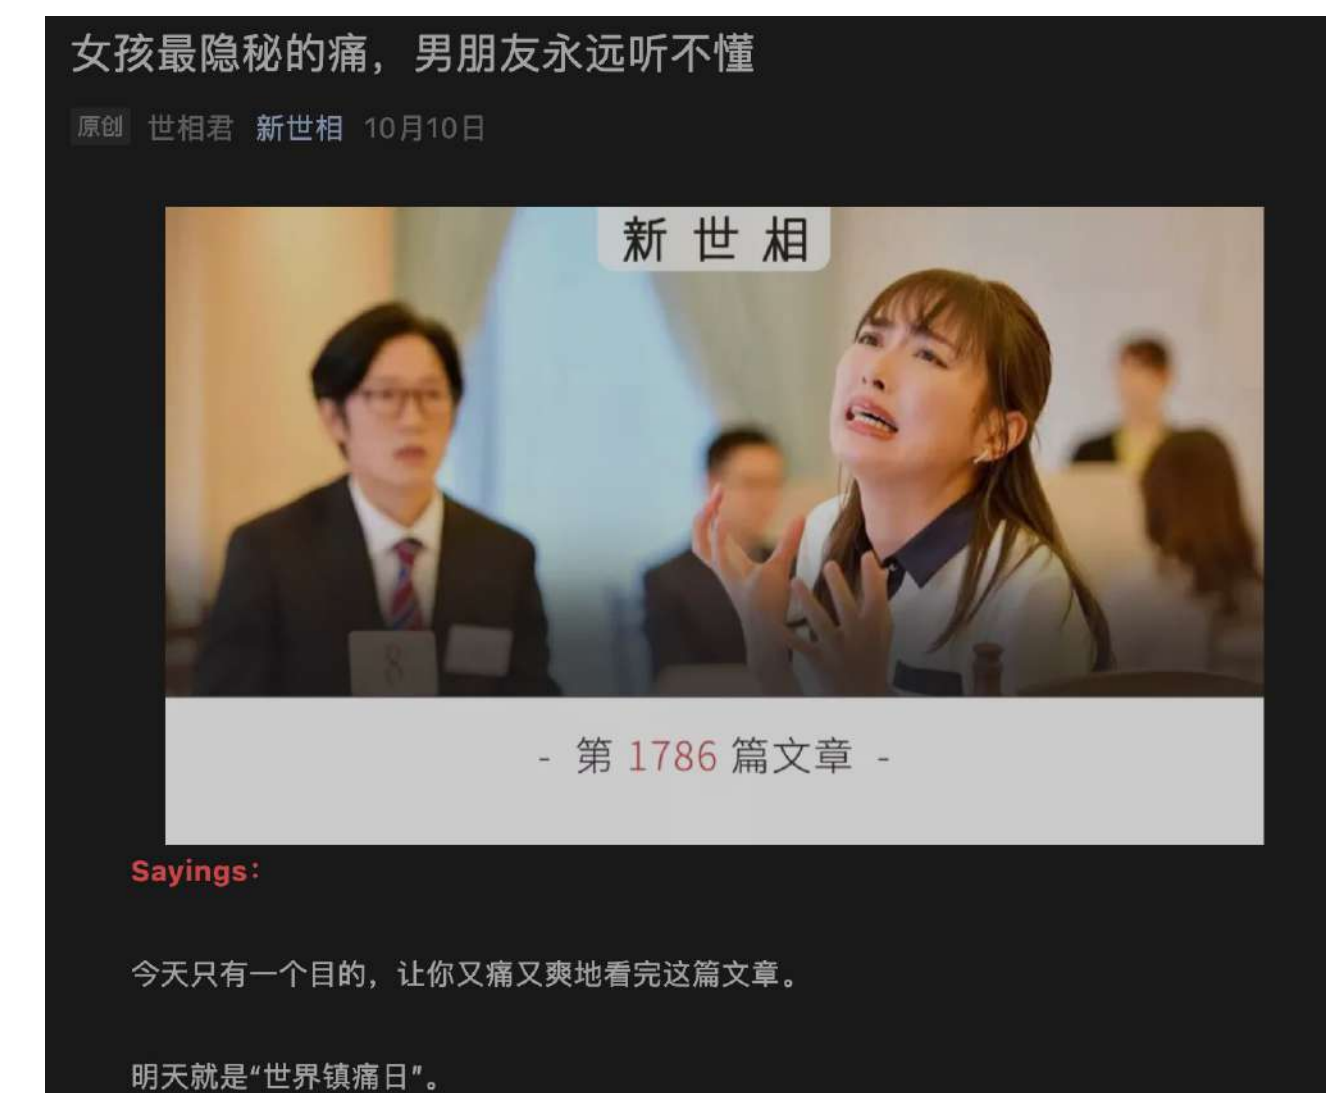 女孩最隐秘的痛，男朋友永远听不懂
原创 世相君 新世相 10月10日
新世相
8
- 第 1786 篇文章 -
Sayings：
今天只有一个目的，让你又痛又爽地看完这篇文章。
明天就是“世界镇痛日”。